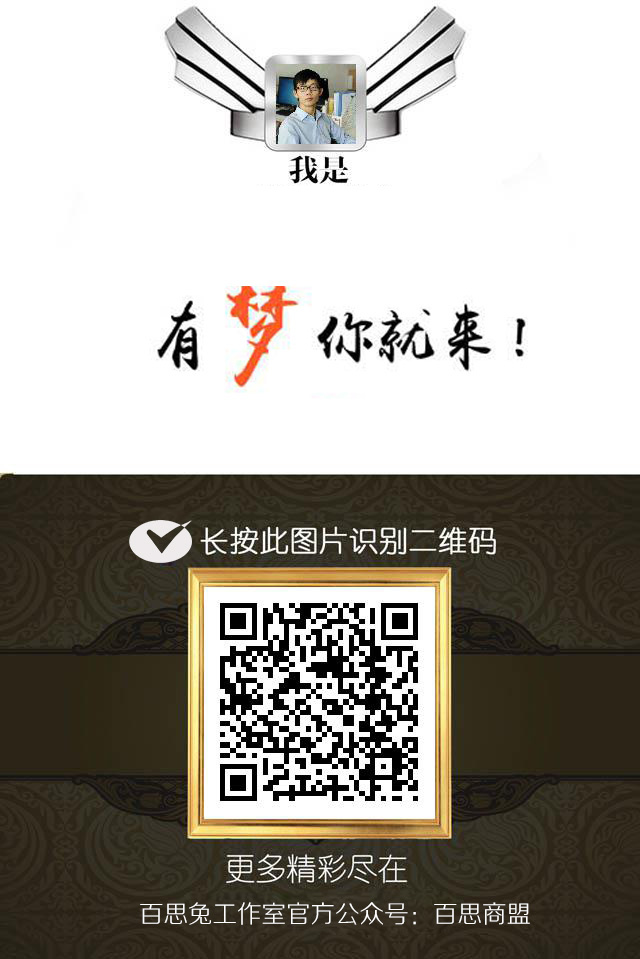 我是
有梦你就来！
长按此图片识别二维码
更多精彩尽在
百思兔工作室官方公众号：百思商盟